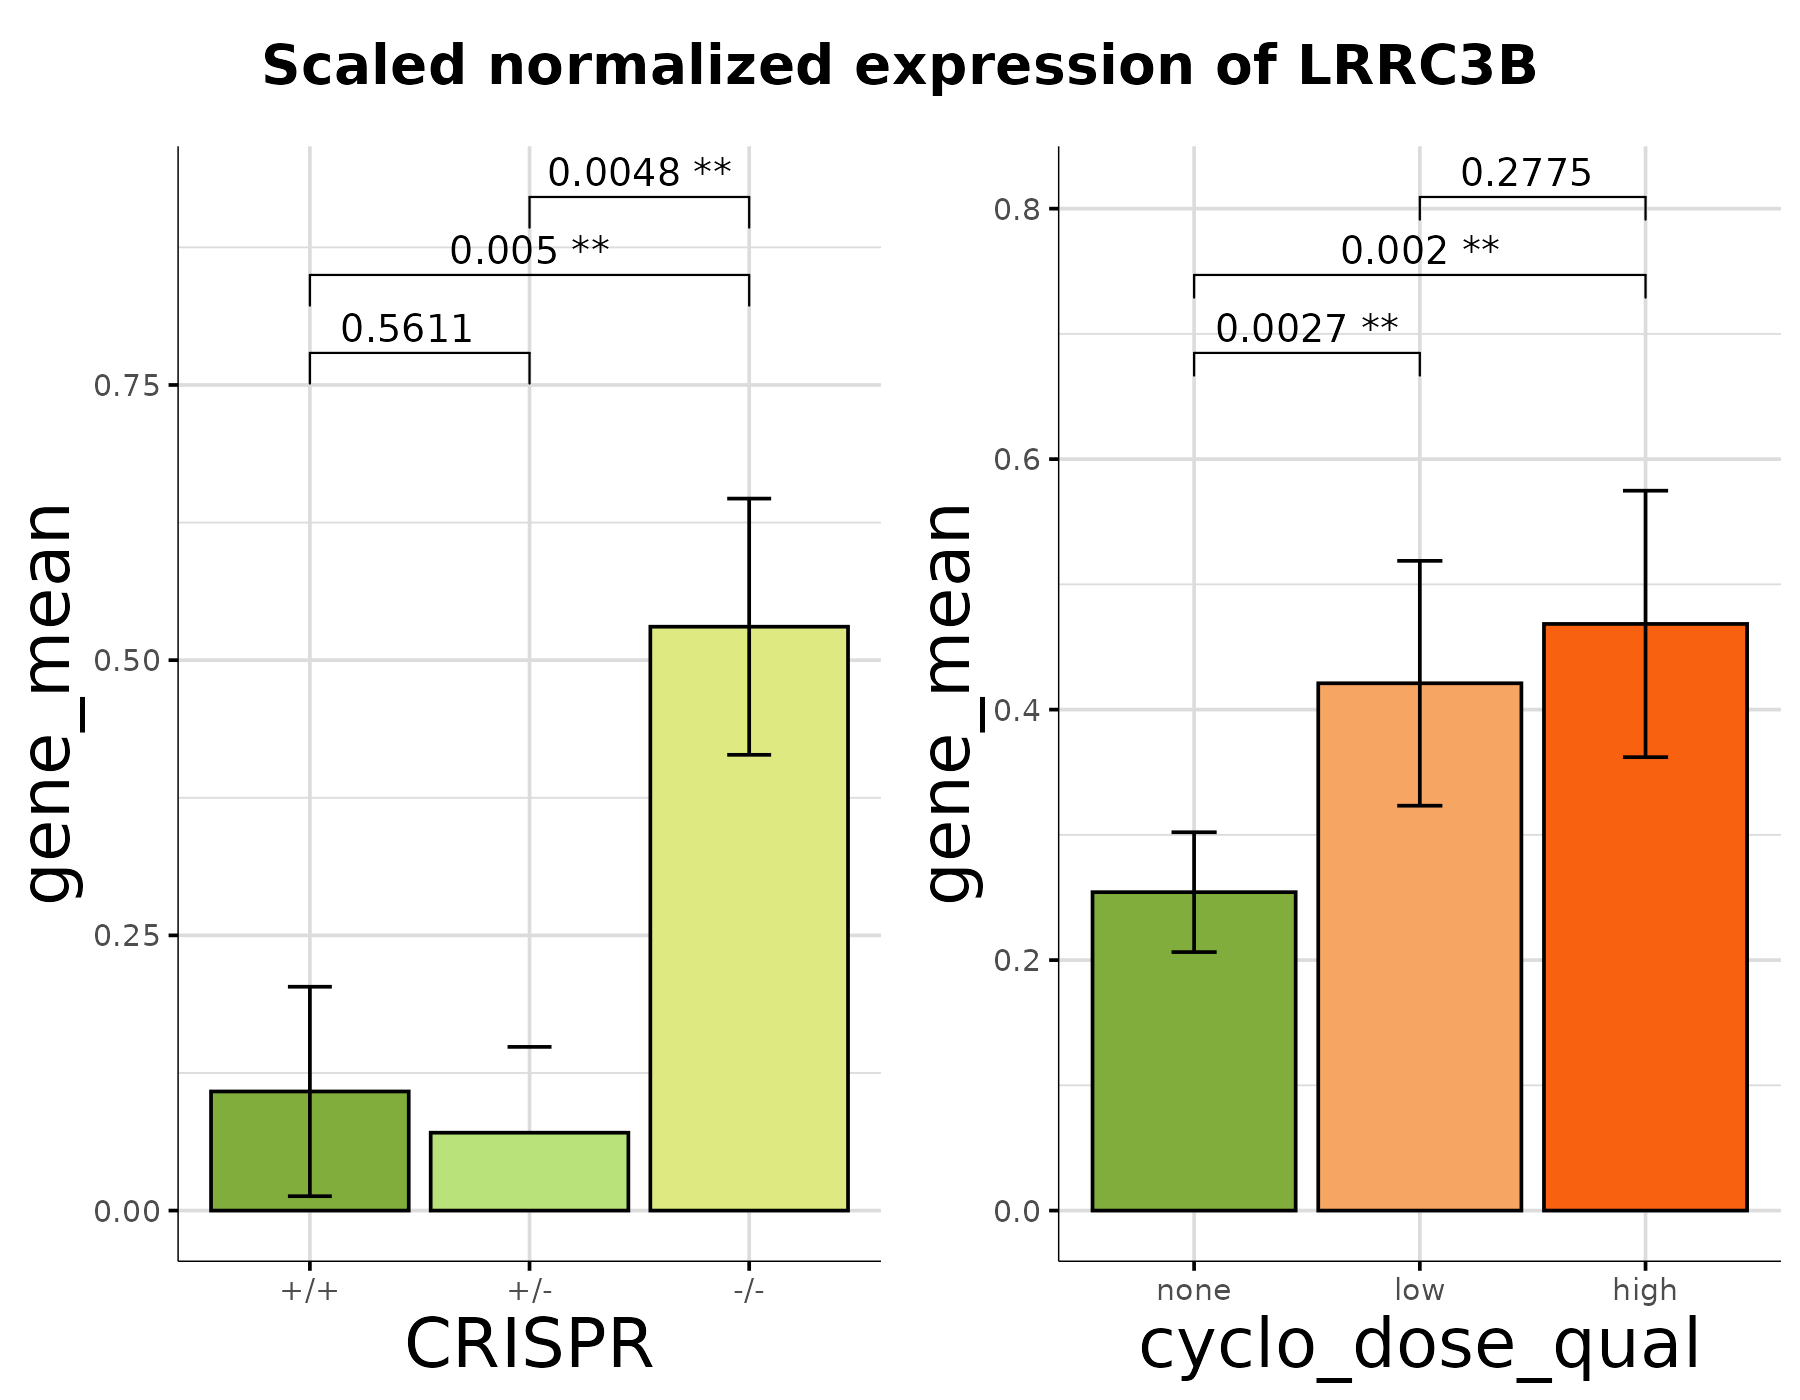 Scaled normalized expression of LRRC3B
gene_mean
0.75
0.50
0.25
0.00
0.0048 **
0.005 **
0.5611
+/+
+/-
-/-
CRISPR
gene_mean
0.8
0.6
0.4
0.2
0.0
0.2775
0.002 **
0.0027 **
none
low
high
cyclo_dose_qual